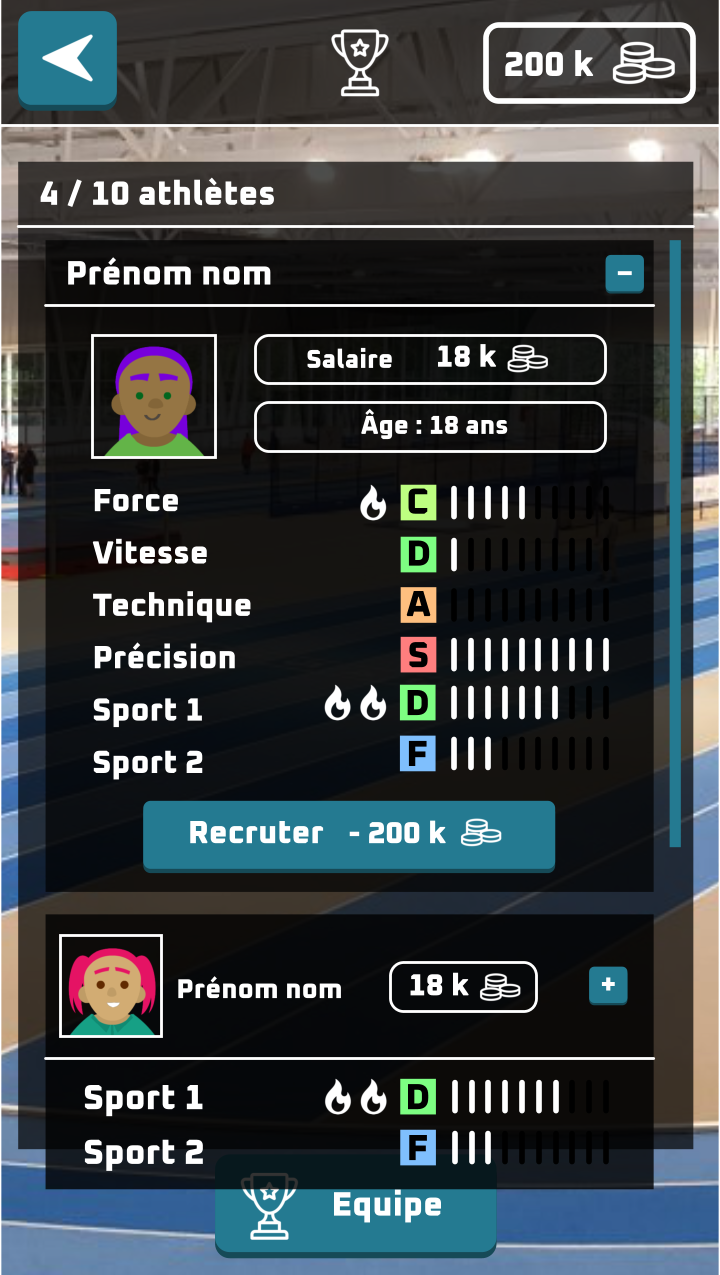 200 k
4 / 10 athlètes
Prénom nom −
Salaire 18 k
Âge : 18 ans
Force C
Vitesse D
Technique A
Précision S
Sport 1 D
Sport 2 F
Recruter - 200 k
Prénom nom 18 k +
Sport 1 D
Sport 2 F
Equipe